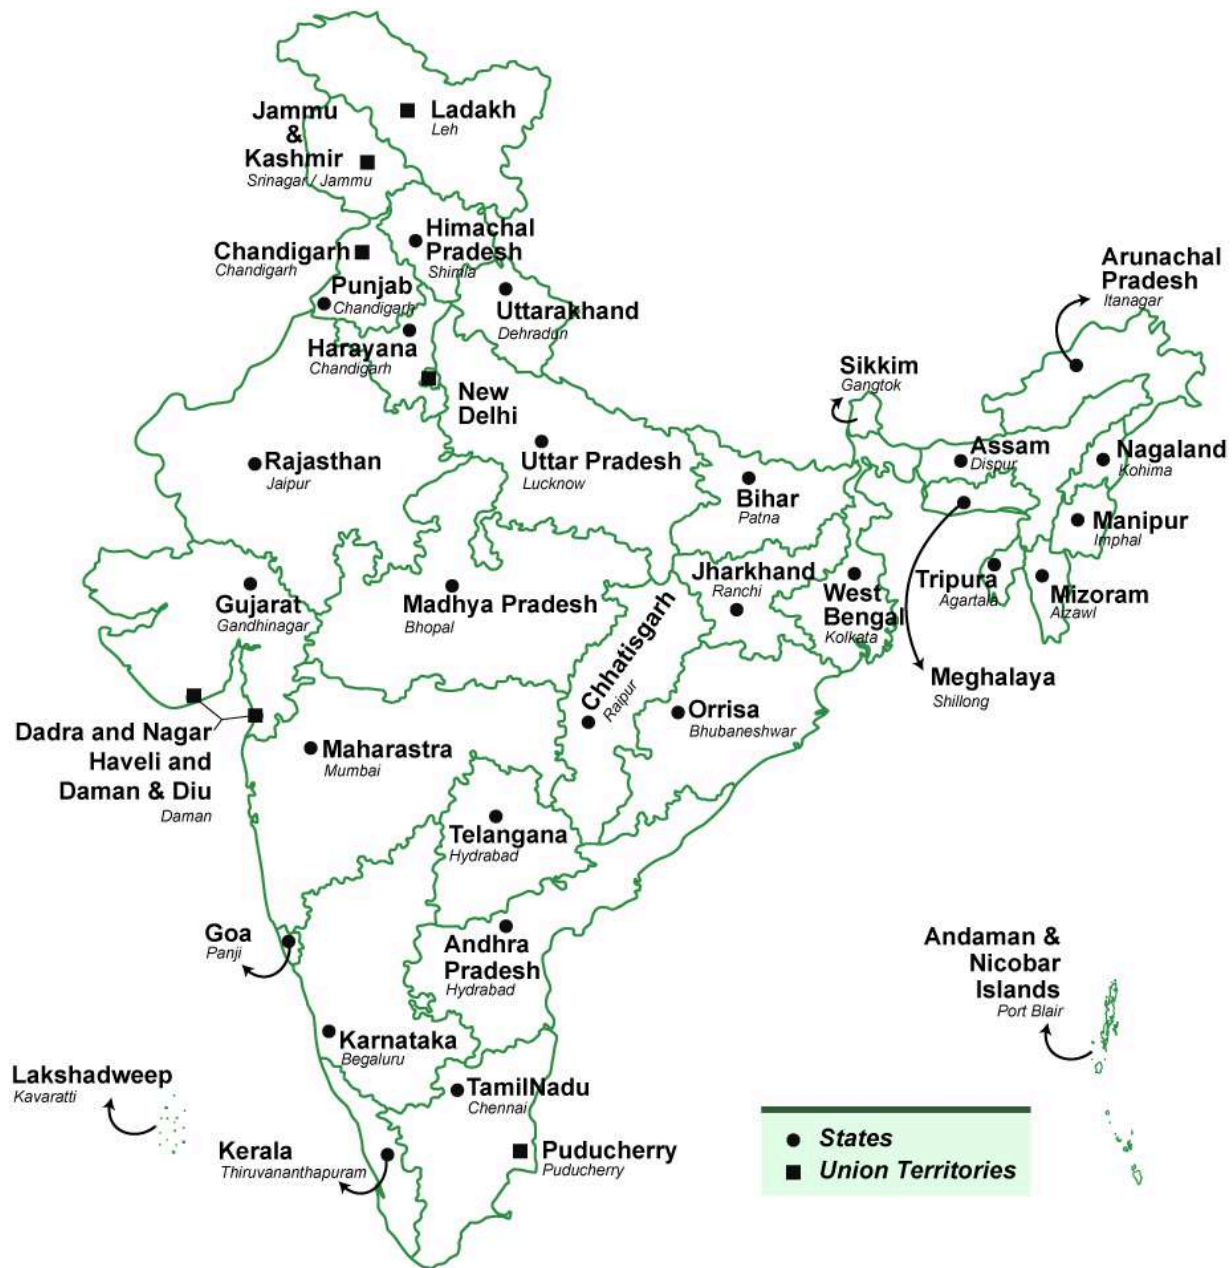 Jammu
&
Kashmir
Srinagar / Jammu
Ladakh
Leh
Himachal
Pradesh
Shimla
Chandigarh
Chandigarh
Punjab
Chandigarh
Uttarakhand
Dehradun
Harayana
Chandigarh
New
Delhi
Arunachal
Pradesh
Itanagar
Sikkim
Gangtok
Rajasthan
Jaipur
Uttar Pradesh
Lucknow
Bihar
Patna
Assam
Dispur
Nagaland
Kohima
Manipur
Imphal
Gujarat
Gandhinagar
Madhya Pradesh
Bhopal
Jharkhand
Ranchi
West
Bengal
Kolkata
Tripura
Agartala
Mizoram
Aizawl
Chhatisgarh
Raipur
Meghalaya
Shillong
Orrisa
Bhubaneshwar
Dadra and Nagar
Haveli and
Daman & Diu
Daman
Maharastra
Mumbai
Telangana
Hydrabad
Goa
Panji
Andhra
Pradesh
Hydrabad
Andaman &
Nicobar
Islands
Port Blair
Karnataka
Begaluru
Lakshadweep
Kavaratti
TamilNadu
Chennai
Kerala
Thiruvananthapuram
Puducherry
Puducherry
States
Union Territories